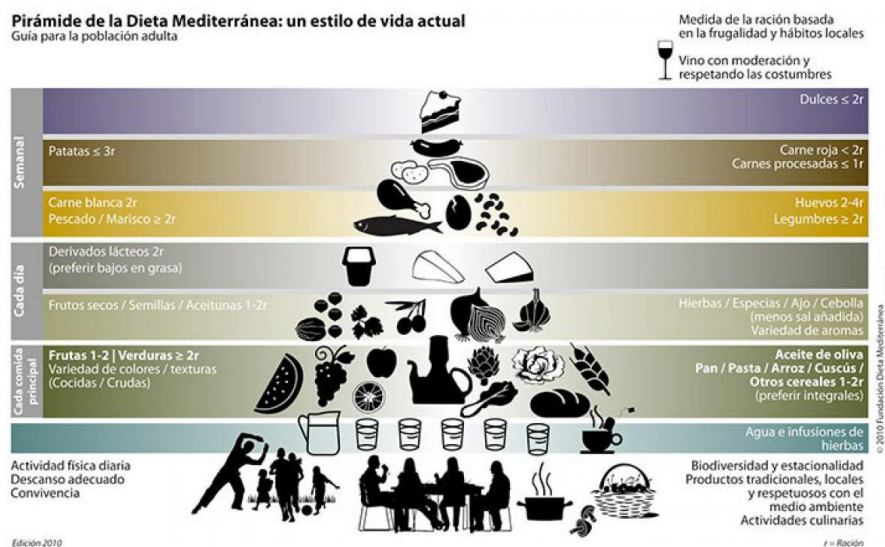 Pirámide de la Dieta Mediterránea: un estilo de vida actual
Guía para la población adulta
Medida de la ración basada
en la frugalidad y hábitos locales
Vino con moderación y
respetando las costumbres
Semanal
Dulces ≤ 2r
Patatas ≤ 3r
Carne roja < 2r
Carnes procesadas ≤ 1r
Carne blanca 2r
Pescado / Marisco ≥ 2r
Huevos 2-4r
Legumbres ≥ 2r
Cada día
Derivados lácteos 2r
(preferir bajos en grasa)
Frutos secos / Semillas / Aceitunas 1-2r
Hierbas / Especias / Ajo / Cebolla
(menos sal añadida)
Variedad de aromas
Cada comida
principal
Frutas 1-2 | Verduras ≥ 2r
Variedad de colores / texturas
(Cocidas / Crudas)
Aceite de oliva
Pan / Pasta / Arroz / Cuscús /
Otros cereales 1-2r
(preferir integrales)
Agua e infusiones de
hierbas
Actividad física diaria
Descanso adecuado
Convivencia
Biodiversidad y estacionalidad
Productos tradicionales, locales
y respetuosos con el
medio ambiente
Actividades culinarias
© 2010 Fundación Dieta Mediterránea
Edición 2010
r = Ración